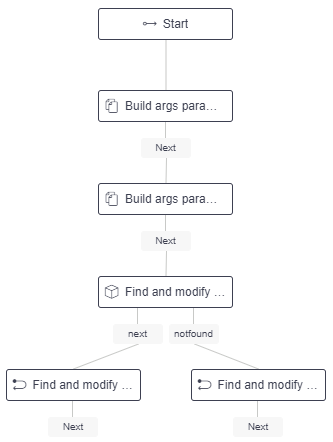 Start
Build args para...
Next
Build args para...
Next
Find and modify ...
next
notfound
Find and modify ...
Find and modify ...
Next
Next